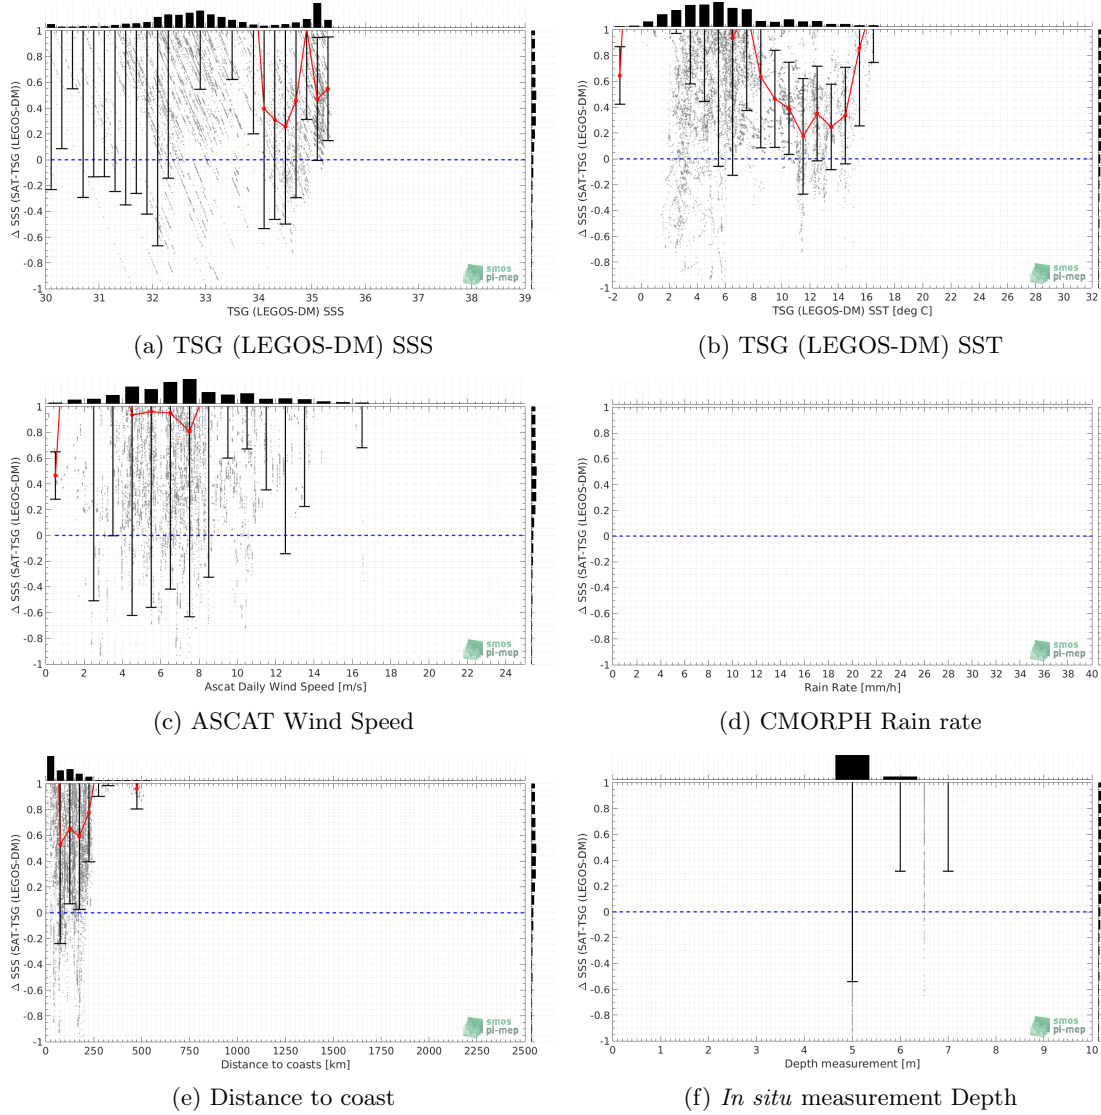 Δ SSS (SAT-TSG (LEGOS-DM))
1
0.8
0.6
0.4
0.2
0
-0.2
-0.4
-0.6
-0.8
-1
30 31 32 33 34 35 36 37 38 39
TSG (LEGOS-DM) SSS
smos
pi-mep
(a) TSG (LEGOS-DM) SSS
Δ SSS (SAT-TSG (LEGOS-DM))
1
0.8
0.6
0.4
0.2
0
-0.2
-0.4
-0.6
-0.8
-1
-2 0 2 4 6 8 10 12 14 16 18 20 22 24 26 28 30 32
TSG (LEGOS-DM) SST [deg C]
smos
pi-mep
(b) TSG (LEGOS-DM) SST
Δ SSS (SAT-TSG (LEGOS-DM))
1
0.8
0.6
0.4
0.2
0
-0.2
-0.4
-0.6
-0.8
-1
0 2 4 6 8 10 12 14 16 18 20 22 24
Ascat Daily Wind Speed [m/s]
smos
pi-mep
(c) ASCAT Wind Speed
Δ SSS (SAT-TSG (LEGOS-DM))
1
0.8
0.6
0.4
0.2
0
-0.2
-0.4
-0.6
-0.8
-1
0 2 4 6 8 10 12 14 16 18 20 22 24 26 28 30 32 34 36 38 40
Rain Rate [mm/h]
smos
pi-mep
(d) CMORPH Rain rate
Δ SSS (SAT-TSG (LEGOS-DM))
1
0.8
0.6
0.4
0.2
0
-0.2
-0.4
-0.6
-0.8
-1
0 250 500 750 1000 1250 1500 1750 2000 2250 2500
Distance to coasts [km]
smos
pi-mep
(e) Distance to coast
Δ SSS (SAT-TSG (LEGOS-DM))
1
0.8
0.6
0.4
0.2
0
-0.2
-0.4
-0.6
-0.8
-1
0 1 2 3 4 5 6 7 8 9 10
Depth measurement [m]
smos
pi-mep
(f) In situ measurement Depth